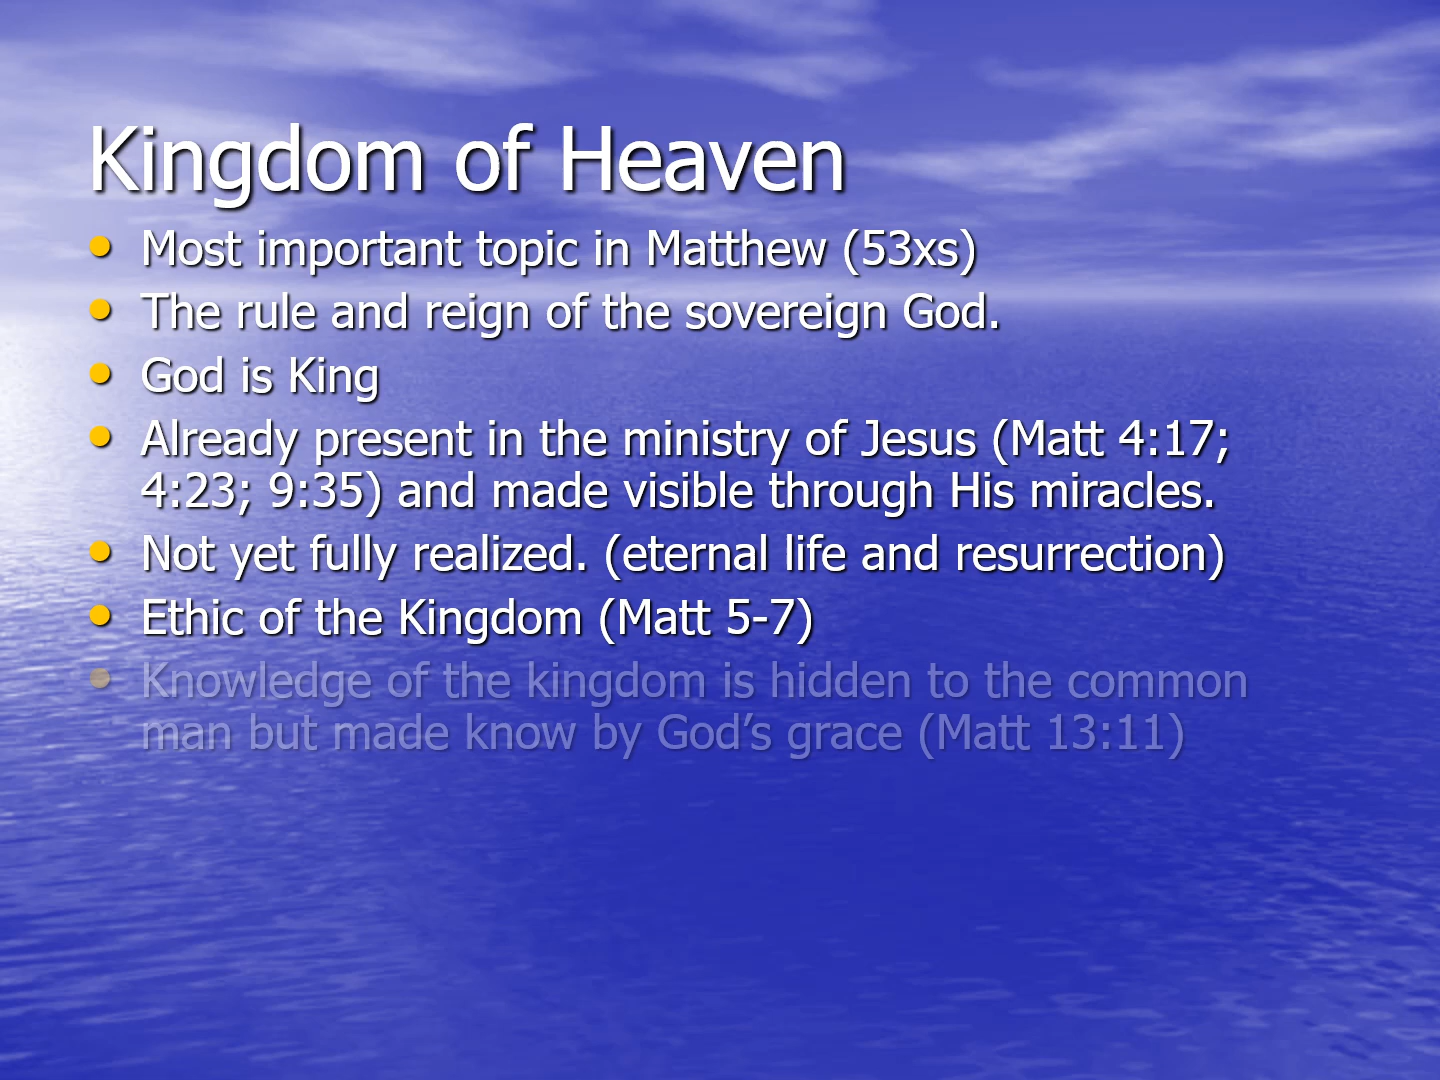 Kingdom of Heaven
• Most important topic in Matthew (53xs)
• The rule and reign of the sovereign God.
• God is King
• Already present in the ministry of Jesus (Matt 4:17;
4:23; 9:35) and made visible through His miracles.
• Not yet fully realized. (eternal life and resurrection)
• Ethic of the Kingdom (Matt 5-7)
• Knowledge of the kingdom is hidden to the common
man but made know by God’s grace (Matt 13:11)